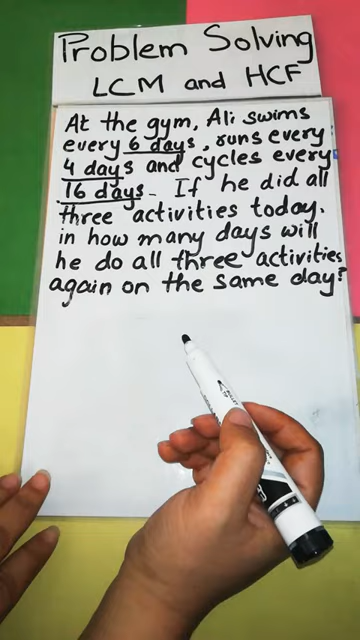 Problem Solving
LCM and HCF
At the gym, Ali swims
every 6 days, runs every
4 days and cycles every
16 days. If he did all
three activities today,
in how many days will
he do all three activities
again on the same day?